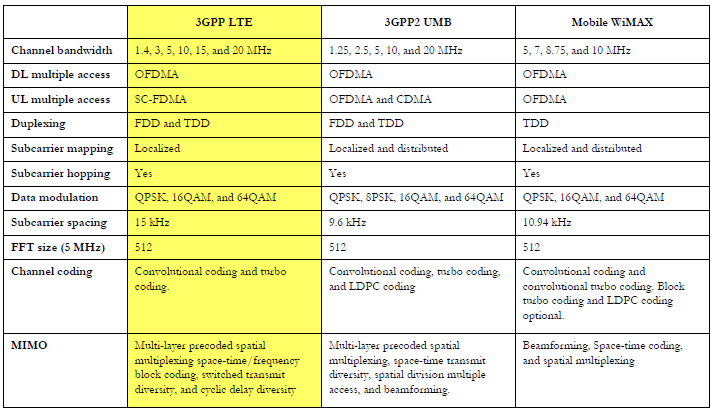 3GPP LTE 3GPP2 UMB Mobile WiMAX
Channel bandwidth 1.4, 3, 5, 10, 15, and 20 MHz 1.25, 2.5, 5, 10, and 20 MHz 5, 7, 8.75, and 10 MHz
DL multiple access OFDMA OFDMA OFDMA
UL multiple access SC-FDMA OFDMA and CDMA OFDMA
Duplexing FDD and TDD FDD and TDD TDD
Subcarrier mapping Localized Localized and distributed Localized and distributed
Subcarrier hopping Yes Yes Yes
Data modulation QPSK, 16QAM, and 64QAM QPSK, 8PSK, 16QAM, and 64QAM QPSK, 16QAM, and 64QAM
Subcarrier spacing 15 kHz 9.6 kHz 10.94 kHz
FFT size (5 MHz) 512 512 512
Channel coding Convolutional coding and turbo Convolutional coding, turbo coding, Convolutional coding and
coding. and LDPC coding convolutional turbo coding. Block
turbo coding and LDPC coding
optional.
MIMO Multi-layer precoded spatial Multi-layer precoded spatial Beamforming, Space-time coding,
multiplexing space-time/frequency multiplexing, space-time transmit and spatial multiplexing
block coding, switched transmit diversity, spatial division multiple
diversity, and cyclic delay diversity access, and beamforming.